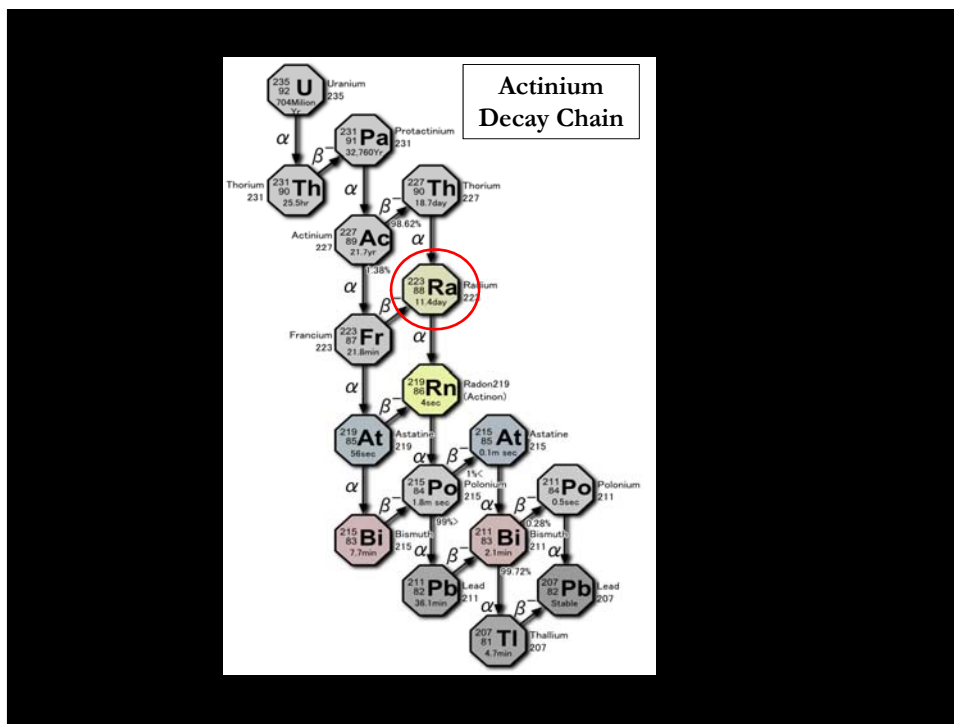 Actinium
Decay Chain
235
92 U
704Milion
Yr
Uranium
235
α
β−
231
91 Pa
32,760Yr
Protactinium
231
Thorium
231
231
90 Th
25.5hr
α
β−
227
90 Th
18.7day
Thorium
227
Actinium
227
227
89 Ac
21.7yr
98.62%
α
1.38%
α
β−
223
88 Ra
11.4day
Radium
223
Francium
223
223
87 Fr
21.8min
α
α
β−
219
86 Rn
4sec
Radon219
(Actinon)
219
85 At
56sec
Astatine
219
α
β−
215
85 At
0.1m sec
Astatine
215
1%<
α
β−
215
84 Po
1.8m sec
Polonium
215
99%>
α
β−
211
84 Po
0.5sec
Polonium
211
0.28%
215
83 Bi
7.7min
Bismuth
215
α
β−
211
83 Bi
2.1min
Bismuth
211
99.72%
α
211
82 Pb
36.1min
Lead
211
α
β−
207
82 Pb
Stable
Lead
207
207
81 Tl
4.7min
Thallium
207